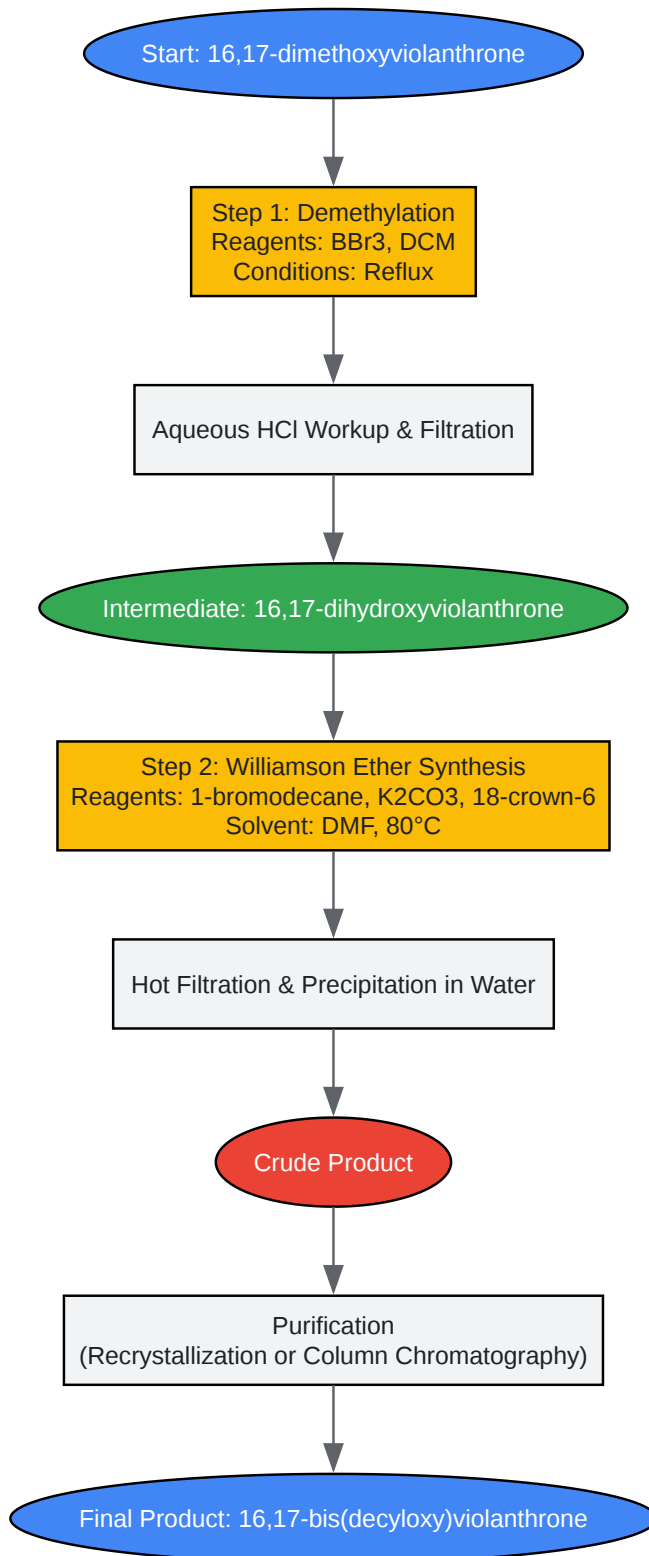 Start: 16,17-dimethoxyviolanthrone
Step 1: Demethylation
Reagents: BBr3, DCM
Conditions: Reflux
Aqueous HCl Workup & Filtration
Intermediate: 16,17-dihydroxyviolanthrone
Step 2: Williamson Ether Synthesis
Reagents: 1-bromodecane, K2CO3, 18-crown-6
Solvent: DMF, 80°C
Hot Filtration & Precipitation in Water
Crude Product
Purification
(Recrystallization or Column Chromatography)
Final Product: 16,17-bis(decyloxy)violanthrone